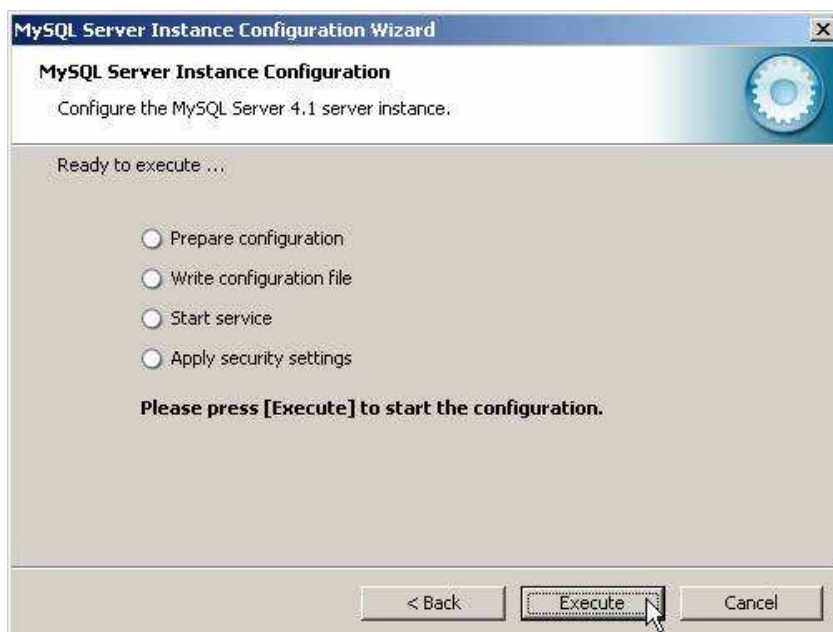 MySQL Server Instance Configuration Wizard
MySQL Server Instance Configuration
Configure the MySQL Server 4.1 server instance.
Ready to execute ...
Prepare configuration
Write configuration file
Start service
Apply security settings
Please press [Execute] to start the configuration.
< Back Execute Cancel